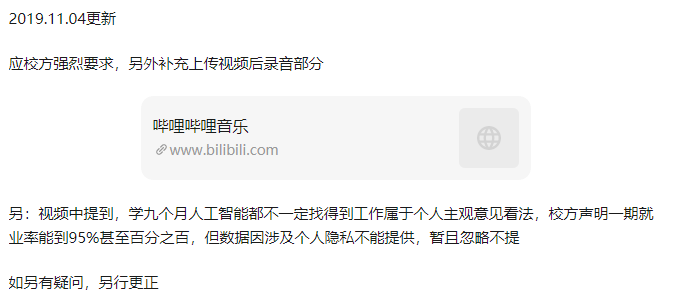 2019.11.04更新
应校方强烈要求，另外补充上传视频后录音部分
哔哩哔哩音乐
www.bilibili.com
另：视频中提到，学九个月人工智能都不一定找得到工作属于个人主观意见看法，校方声明一期就
业率能到95%甚至百分之百，但数据因涉及个人隐私不能提供，暂且忽略不提
如另有疑问，另行更正